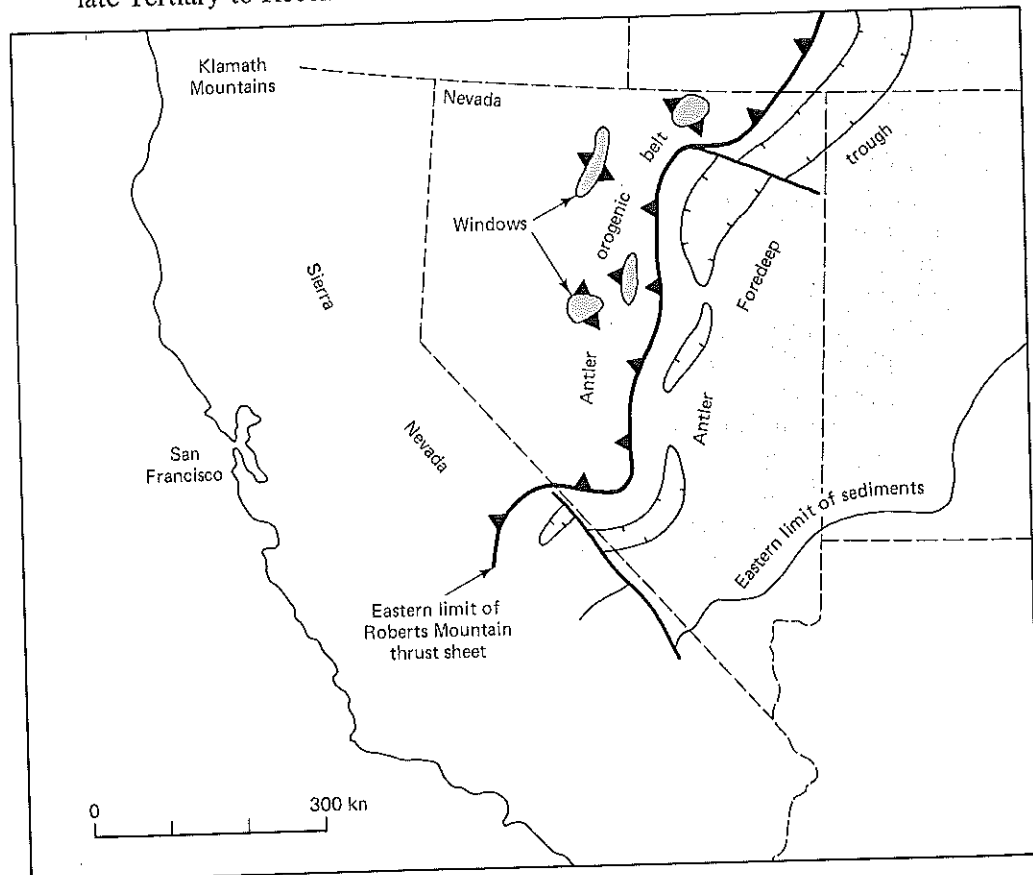 late Tertiary to
Klamath
Mountains
Nevada
belt
trough
Windows
orogenic
Sierra
Foredeep
Antler
Antler
Nevada
San
Francisco
Eastern limit of sediments
Eastern limit of
Roberts Mountain
thrust sheet
0
300 kn